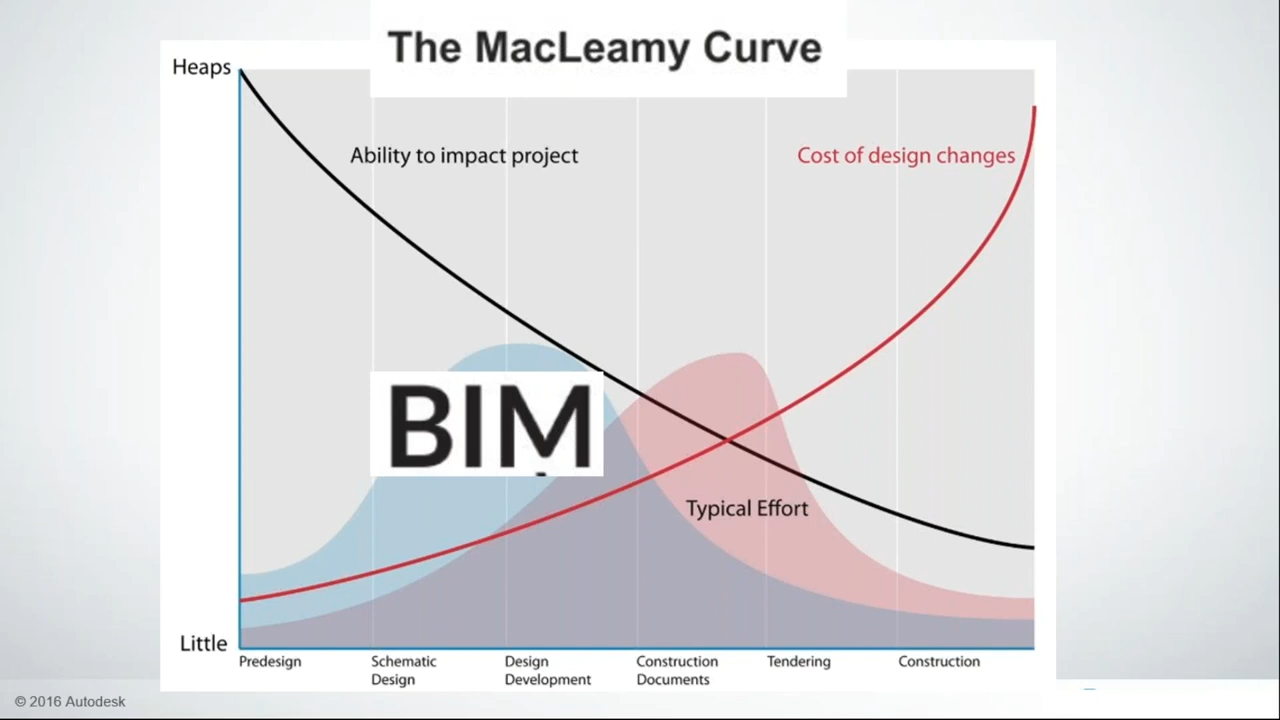 The MacLeamy Curve
Heaps
Ability to impact project
Cost of design changes
BIM
Typical Effort
Little
Predesign
Schematic
Design
Design
Development
Construction
Documents
Tendering
Construction
© 2016 Autodesk